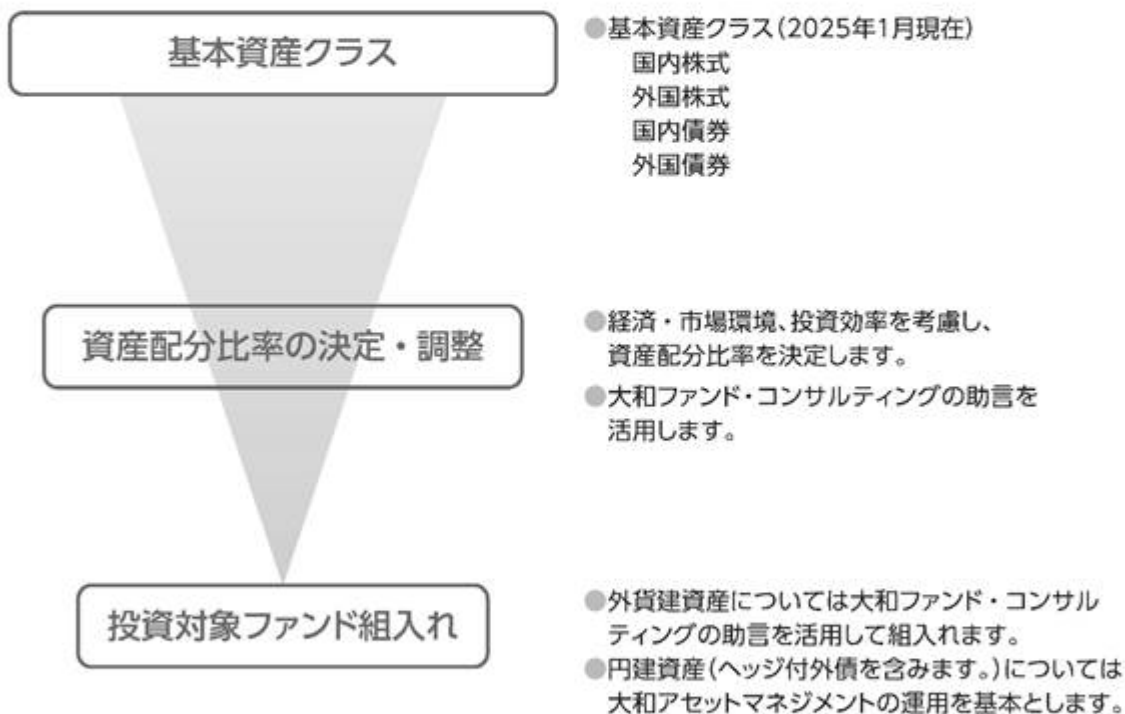 基本資産クラス
●基本資産クラス(2025年1月現在)
国内株式
外国株式
国内債券
外国債券
資産配分比率の決定・調整
●経済・市場環境、投資効率を考慮し、
資産配分比率を決定します。
●大和ファンド・コンサルティングの助言を
活用します。
投資対象ファンド組入れ
●外貨建資産については大和ファンド・コンサル
ティングの助言を活用して組入れます。
●円建資産(ヘッジ付外債を含みます。)については
大和アセットマネジメントの運用を基本とします。